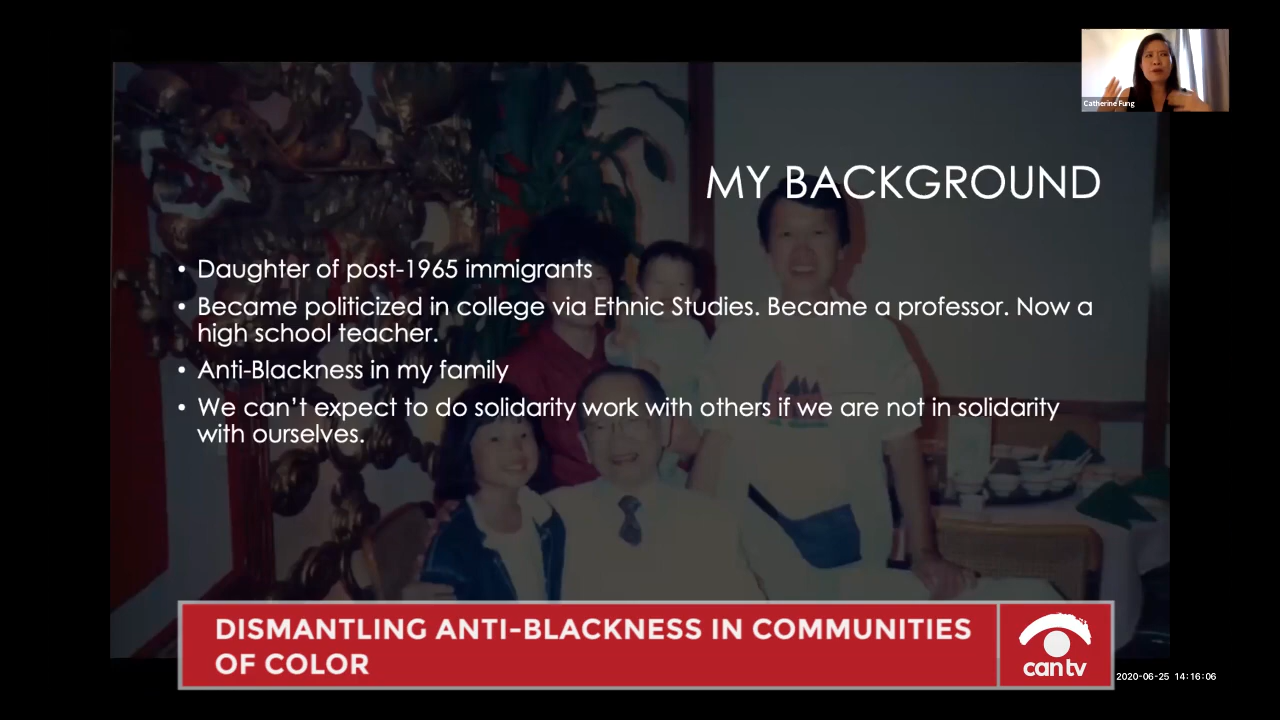 Catherine Fung
MY BACKGROUND
• Daughter of post-1965 immigrants
• Became politicized in college via Ethnic Studies. Became a professor. Now a
high school teacher.
• Anti-Blackness in my family
• We can’t expect to do solidarity work with others if we are not in solidarity
with ourselves.
DISMANTLING ANTI-BLACKNESS IN COMMUNITIES
OF COLOR
can tv
2020-06-25 14:16:06